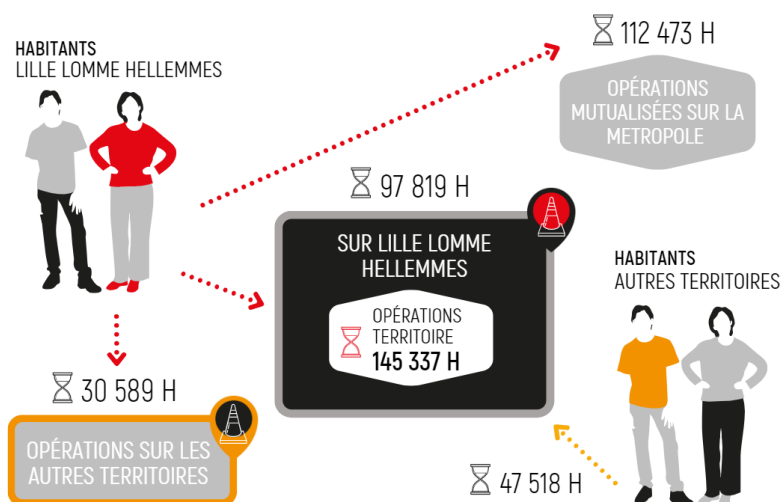 HABITANTS
LILLE LOMME HELLEMMES
112 473 H
OPÉRATIONS
MUTUALISÉES SUR LA
METROPOLE
97 819 H
SUR LILLE LOMME
HELLEMMES
OPÉRATIONS
TERRITOIRE
145 337 H
HABITANTS
AUTRES TERRITOIRES
30 589 H
OPÉRATIONS SUR LES
AUTRES TERRITOIRES
47 518 H